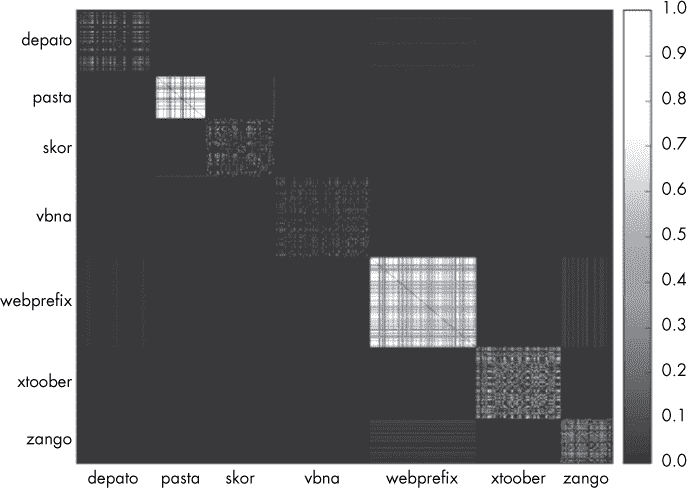 depato
pasta
skor
vbna
webprefix
xtoober
zango
depato pasta skor vbna webprefix xtoober zango
1.0
0.9
0.8
0.7
0.6
0.5
0.4
0.3
0.2
0.1
0.0